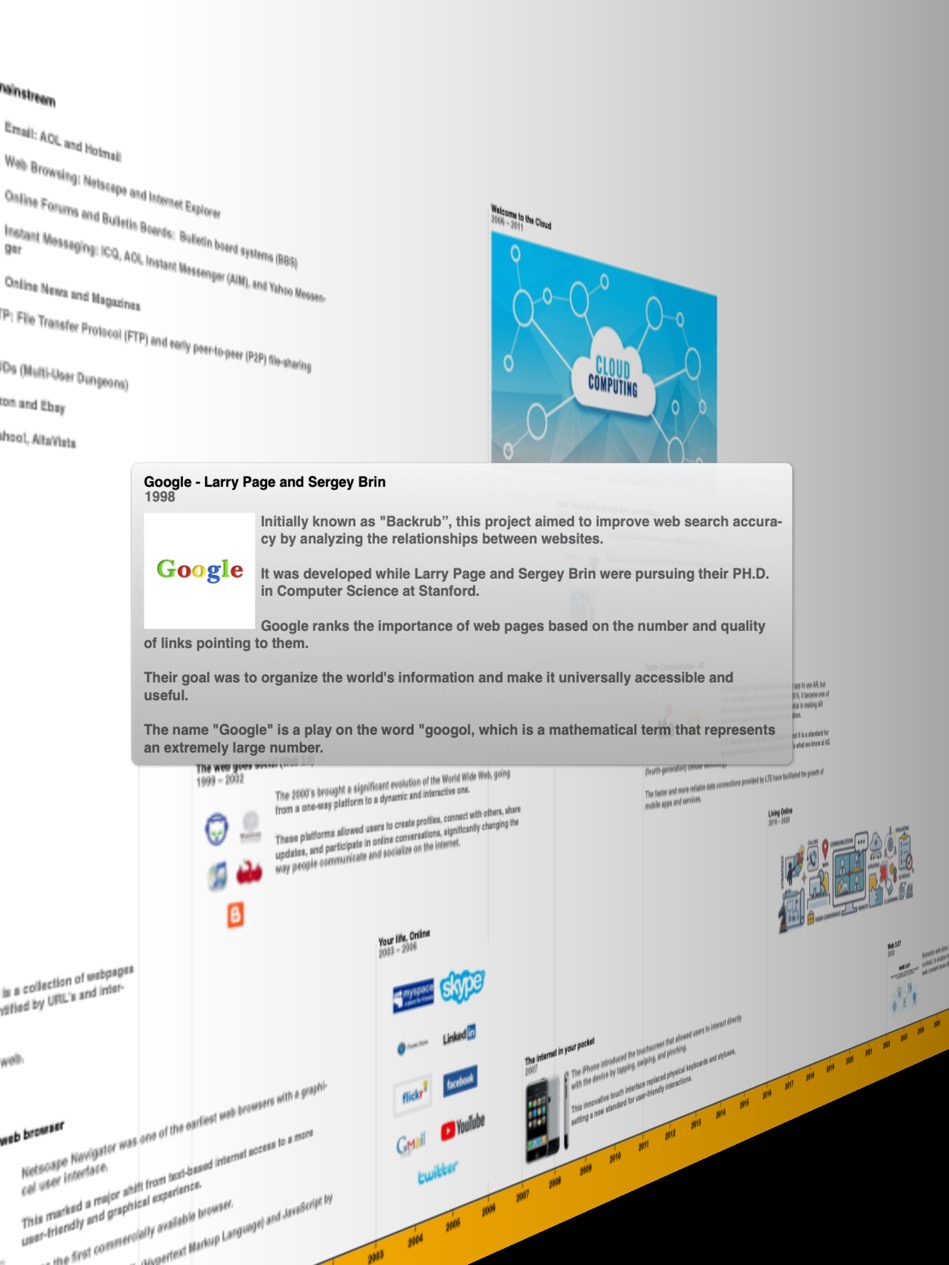 mainstream
Email: AOL and Hotmail
Web Browsing: Netscape and Internet Explorer
Online Forums and Bulletin Boards: Bulletin board systems (BBS)
Instant Messaging: ICQ, AOL Instant Messenger (AIM), and Yahoo Messen-
ger
Online News and Magazines
TP: File Transfer Protocol (FTP) and early peer-to-peer (P2P) file-sharing
Ds (Multi-User Dungeons)
zon and Ebay
ahoo!, AltaVista
Welcome to the Cloud
2006 – 2011
CLOUD
COMPUTING
Google - Larry Page and Sergey Brin
1998
Google
Initially known as "Backrub", this project aimed to improve web search accura-
cy by analyzing the relationships between websites.
It was developed while Larry Page and Sergey Brin were pursuing their PH.D.
in Computer Science at Stanford.
Google ranks the importance of web pages based on the number and quality
of links pointing to them.
Their goal was to organize the world's information and make it universally accessible and
useful.
The name "Google" is a play on the word "googol, which is a mathematical term that represents
an extremely large number.
The web goes social (Web 2.0)
1999 – 2002
The 2000's brought a significant evolution of the World Wide Web, going
from a one-way platform to a dynamic and interactive one.
These platforms allowed users to create profiles, connect with others, share
updates, and participate in online conversations, significantly changing the
way people communicate and socialize on the internet.
The faster and more reliable data connections provided by LTE have facilitated the growth of
mobile apps and services.
Living Online
Your life, Online
2003 – 2006
myspace
skype
LinkedIn
flickr
facebook
Gmail
YouTube
twitter
The internet in your pocket
2007
The iPhone introduced the touchscreen that allowed users to interact directly
with the device by tapping, swiping, and pinching.
This innovative touch interface replaced physical keyboards and styluses,
setting a new standard for user-friendly interactions.
is a collection of webpages
ntified by URL's and inter-
web.
web browser
Netscape Navigator was one of the earliest web browsers with a graphi-
cal user interface.
This marked a major shift from text-based internet access to a more
user-friendly and graphical experience.
the first commercially available browser.
(Hypertext Markup Language) and JavaScript by
2003 2004 2005 2006 2007 2008 2009 2010 2011 2012 2013 2014 2015 2016 2017 2018 2019 2020 2021 2022 2023